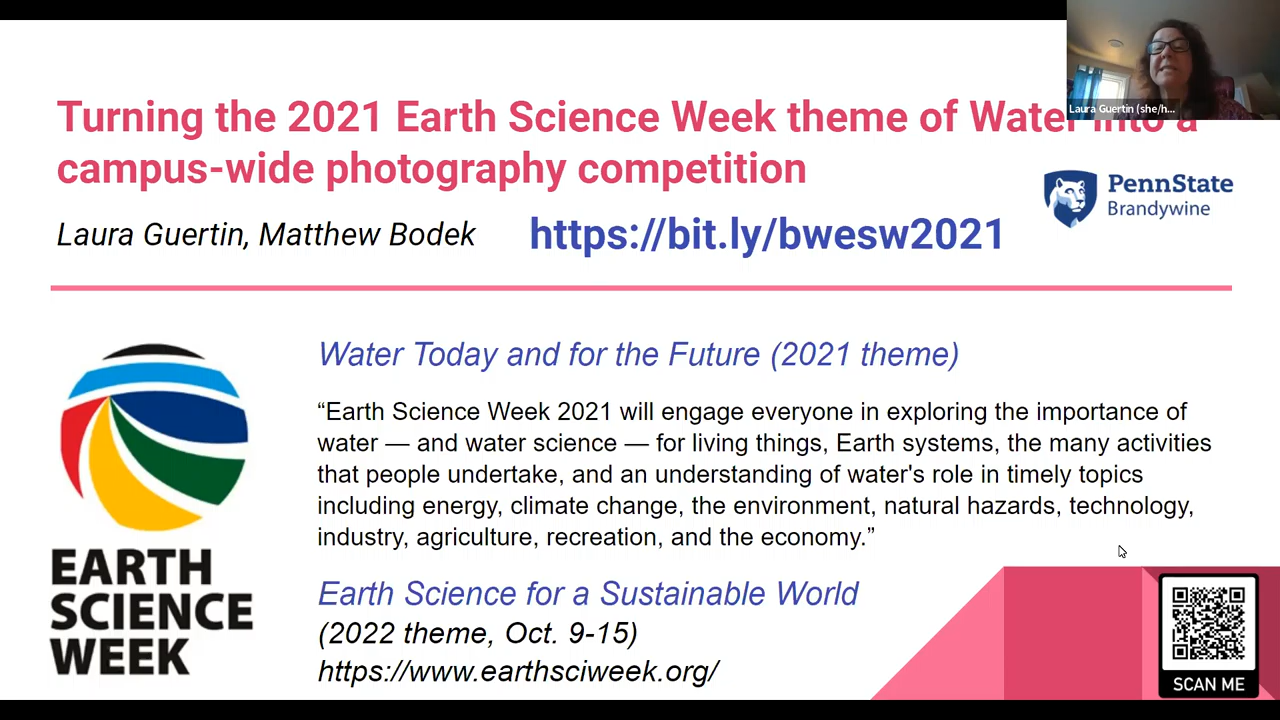 Turning the 2021 Earth Science Week theme of Water into a
campus-wide photography competition
Laura Guertin, Matthew Bodek
https://bit.ly/bwesw2021
PennState
Brandywine
Laura Guertin (she/h...
Water Today and for the Future (2021 theme)
“Earth Science Week 2021 will engage everyone in exploring the importance of
water — and water science — for living things, Earth systems, the many activities
that people undertake, and an understanding of water's role in timely topics
including energy, climate change, the environment, natural hazards, technology,
industry, agriculture, recreation, and the economy.”
EARTH
SCIENCE
WEEK
Earth Science for a Sustainable World
(2022 theme, Oct. 9-15)
https://www.earthsciweek.org/
SCAN ME